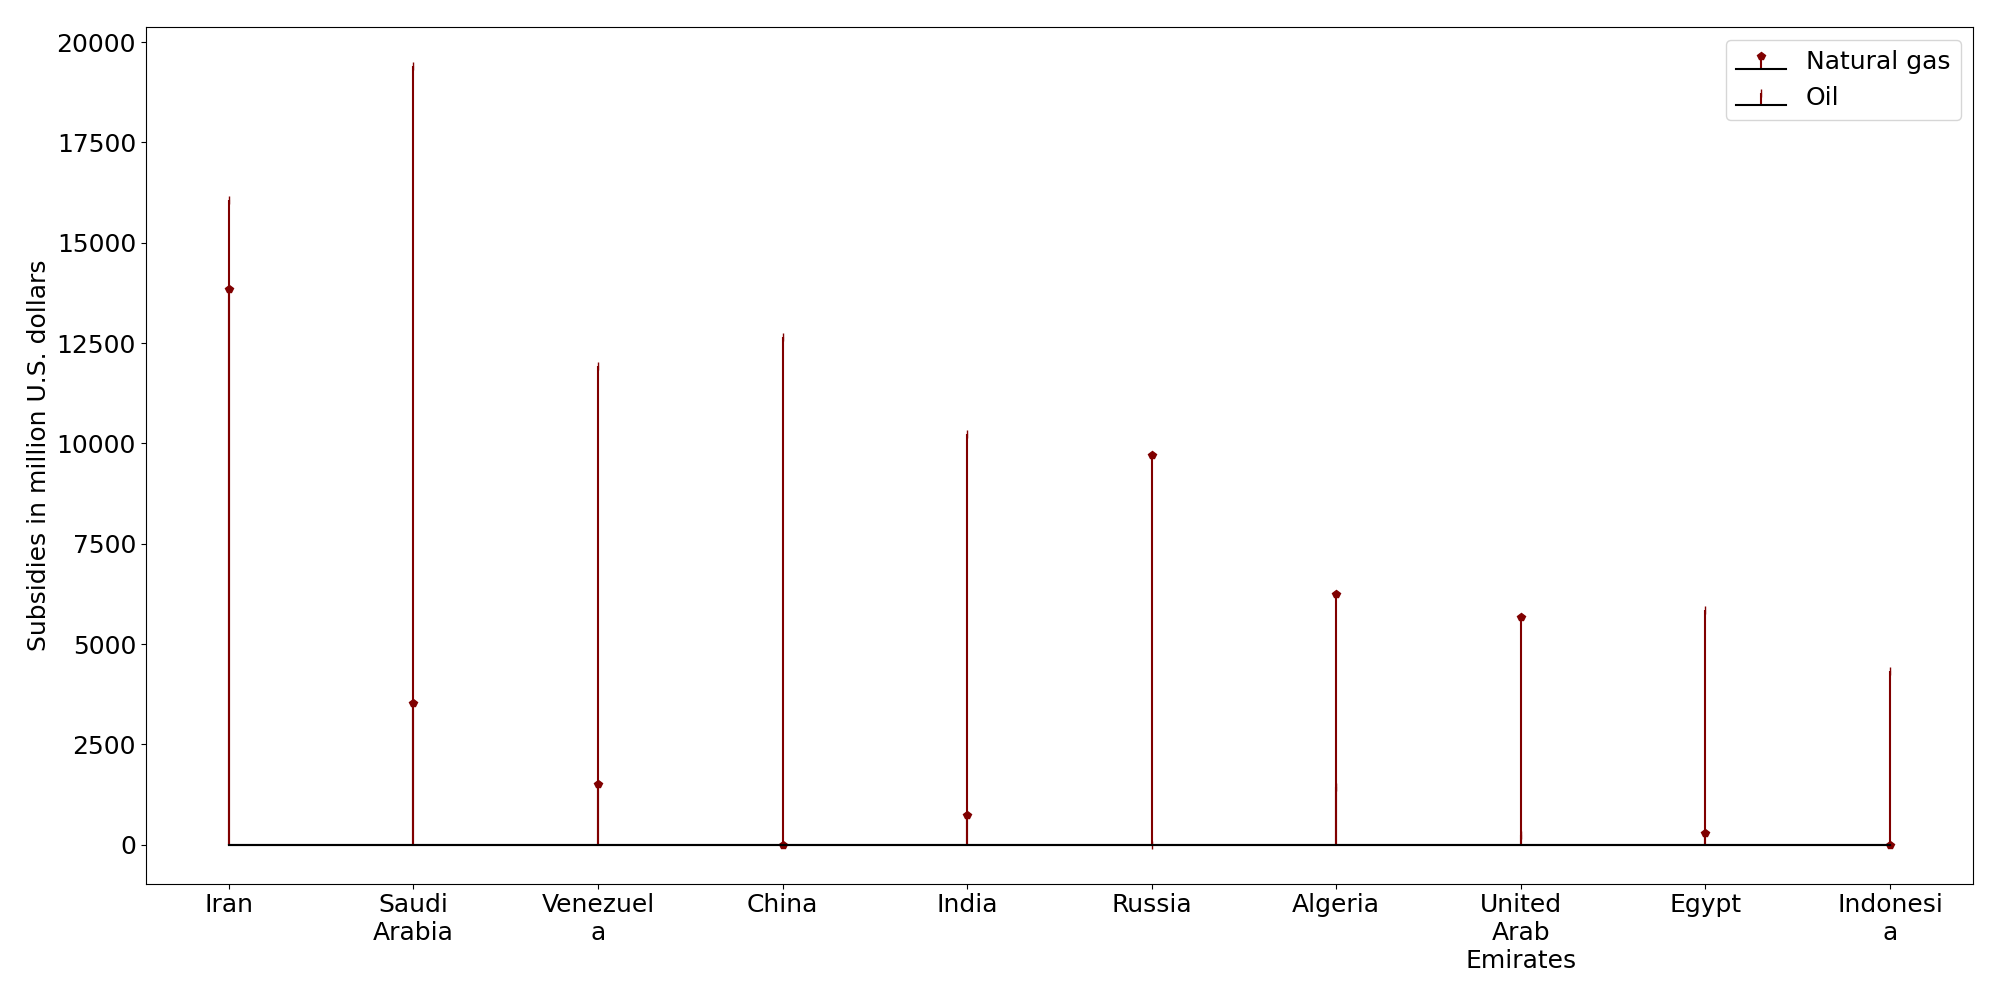 20000
17500
15000
12500
10000
7500
5000
2500
0
Subsidies in million U.S. dollars
Natural gas
Oil
Iran
Saudi
Arabia
Venezuel
a
China
India
Russia
Algeria
United
Arab
Emirates
Egypt
Indonesi
a